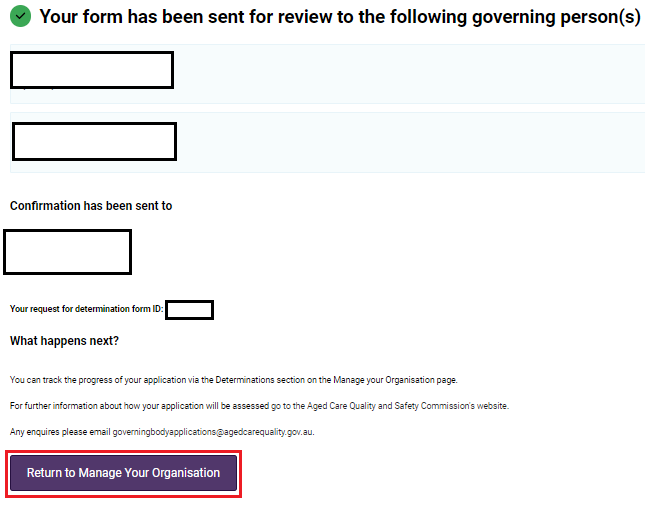 Your form has been sent for review to the following governing person(s)
Confirmation has been sent to
Your request for determination form ID:
What happens next?
You can track the progress of your application via the Determinations section on the Manage your Organisation page.
For further information about how your application will be assessed go to the Aged Care Quality and Safety Commission's website.
Any enquires please email governingbodyapplications@agedcarequality.gov.au.
Return to Manage Your Organisation